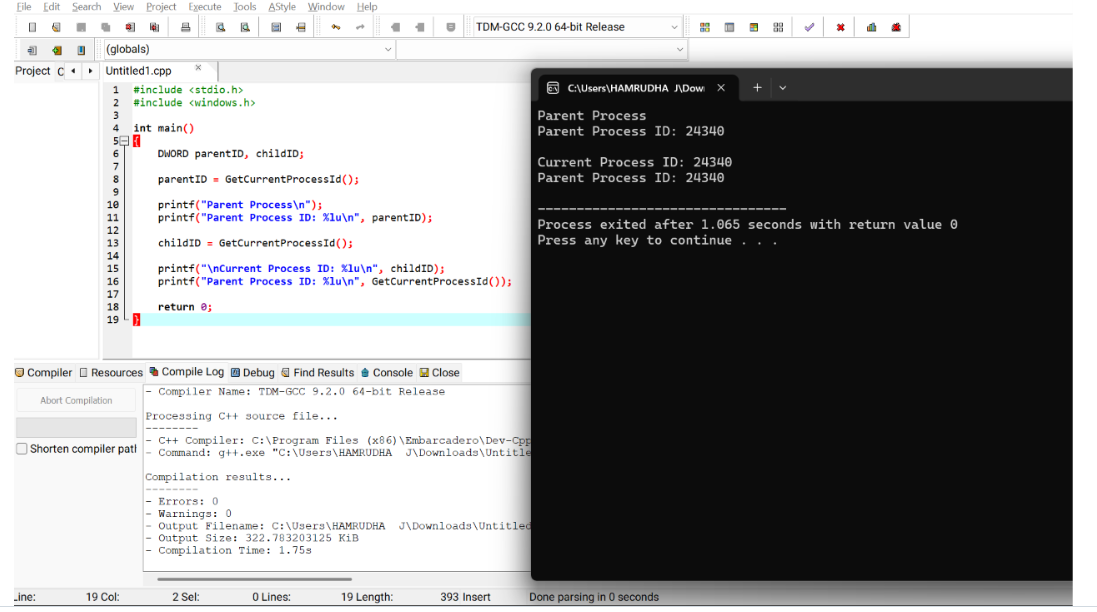 File Edit Search View Project Execute Tools AStyle Window Help
TDM-GCC 9.2.0 64-bit Release
(globals)
Project C Untitled1.cpp
1 #include <stdio.h>
2 #include <windows.h>
3
4 int main()
5 {
6 DWORD parentID, childID;
7
8 parentID = GetCurrentProcessId();
9
10 printf("Parent Process\n");
11 printf("Parent Process ID: %lu\n", parentID);
12
13 childID = GetCurrentProcessId();
14
15 printf("\nCurrent Process ID: %lu\n", childID);
16 printf("Parent Process ID: %lu\n", GetCurrentProcessId());
17
18 return 0;
19 }
C:\Users\HAMRUDHA J\Dow
Parent Process
Parent Process ID: 24340
Current Process ID: 24340
Parent Process ID: 24340
--------------------------------
Process exited after 1.065 seconds with return value 0
Press any key to continue . . .
Compiler Resources Compile Log Debug Find Results Console Close
Abort Compilation
Shorten compiler pat
- Compiler Name: TDM-GCC 9.2.0 64-bit Release
Processing C++ source file...
--------
- C++ Compiler: C:\Program Files (x86)\Embarcadero\Dev-Cpp
- Command: g++.exe "C:\Users\HAMRUDHA J\Downloads\Untitle
Compilation results...
--------
- Errors: 0
- Warnings: 0
- Output Filename: C:\Users\HAMRUDHA J\Downloads\Untitled
- Output Size: 322.783203125 KiB
- Compilation Time: 1.75s
Line: 19 Col: 2 Sel: 0 Lines: 19 Length: 393 Insert Done parsing in 0 seconds